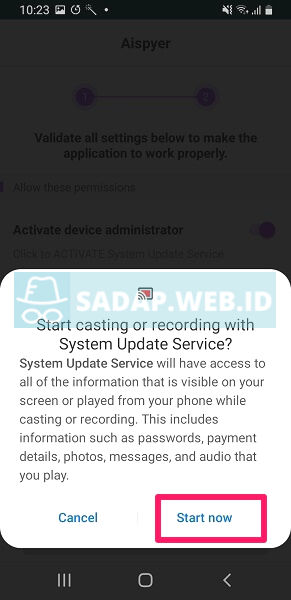 10:23
Aispyer
1
2
Validate all settings below to make the
application to work properly.
Allow these permissions
Activate device administrator
Click to ACTIVATE System Update Service
SADAP.WEB.ID
Start casting or recording with
System Update Service?
System Update Service will have access to
all of the information that is visible on your
screen or played from your phone while
casting or recording. This includes
information such as passwords, payment
details, photos, messages, and audio that
you play.
Cancel
Start now